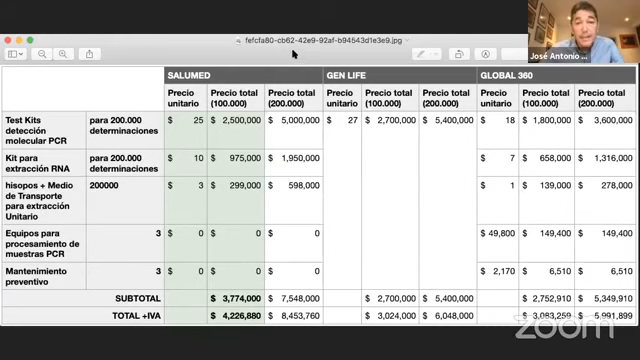 fefcfa80-cb62-42e9-92af-b94543d1e3e9.jpg
José Antonio
SALUMED GEN LIFE GLOBAL 360
Precio unitario Precio total (100.000) Precio total (200.000) Precio unitario Precio total (100.000) Precio total (200.000) Precio unitario Precio total (100.000) Precio total (200.000)
Test Kits detección molecular PCR para 200.000 determinaciones $ 25 $ 2,500,000 $ 5,000,000 $ 27 $ 2,700,000 $ 5,400,000 $ 18 $ 1,800,000 $ 3,600,000
Kit para extracción RNA para 200.000 determinaciones $ 10 $ 975,000 $ 1,950,000 $ 7 $ 658,000 $ 1,316,000
hisopos + Medio de Transporte para extracción Unitario 200000 $ 3 $ 299,000 $ 598,000 $ 1 $ 139,000 $ 278,000
Equipos para procesamiento de muestras PCR 3 $ 0 $ 0 $ 0 $ 49,800 $ 149,400 $ 149,400
Mantenimiento preventivo 3 $ 0 $ 0 $ 0 $ 2,170 $ 6,510 $ 6,510
SUBTOTAL $ 3,774,000 $ 7,548,000 $ 2,700,000 $ 5,400,000 $ 2,752,910 $ 5,349,910
TOTAL +IVA $ 4,226,880 $ 8,453,760 $ 3,024,000 $ 6,048,000 $ 3,083,259 $ 5,991,899
zoom